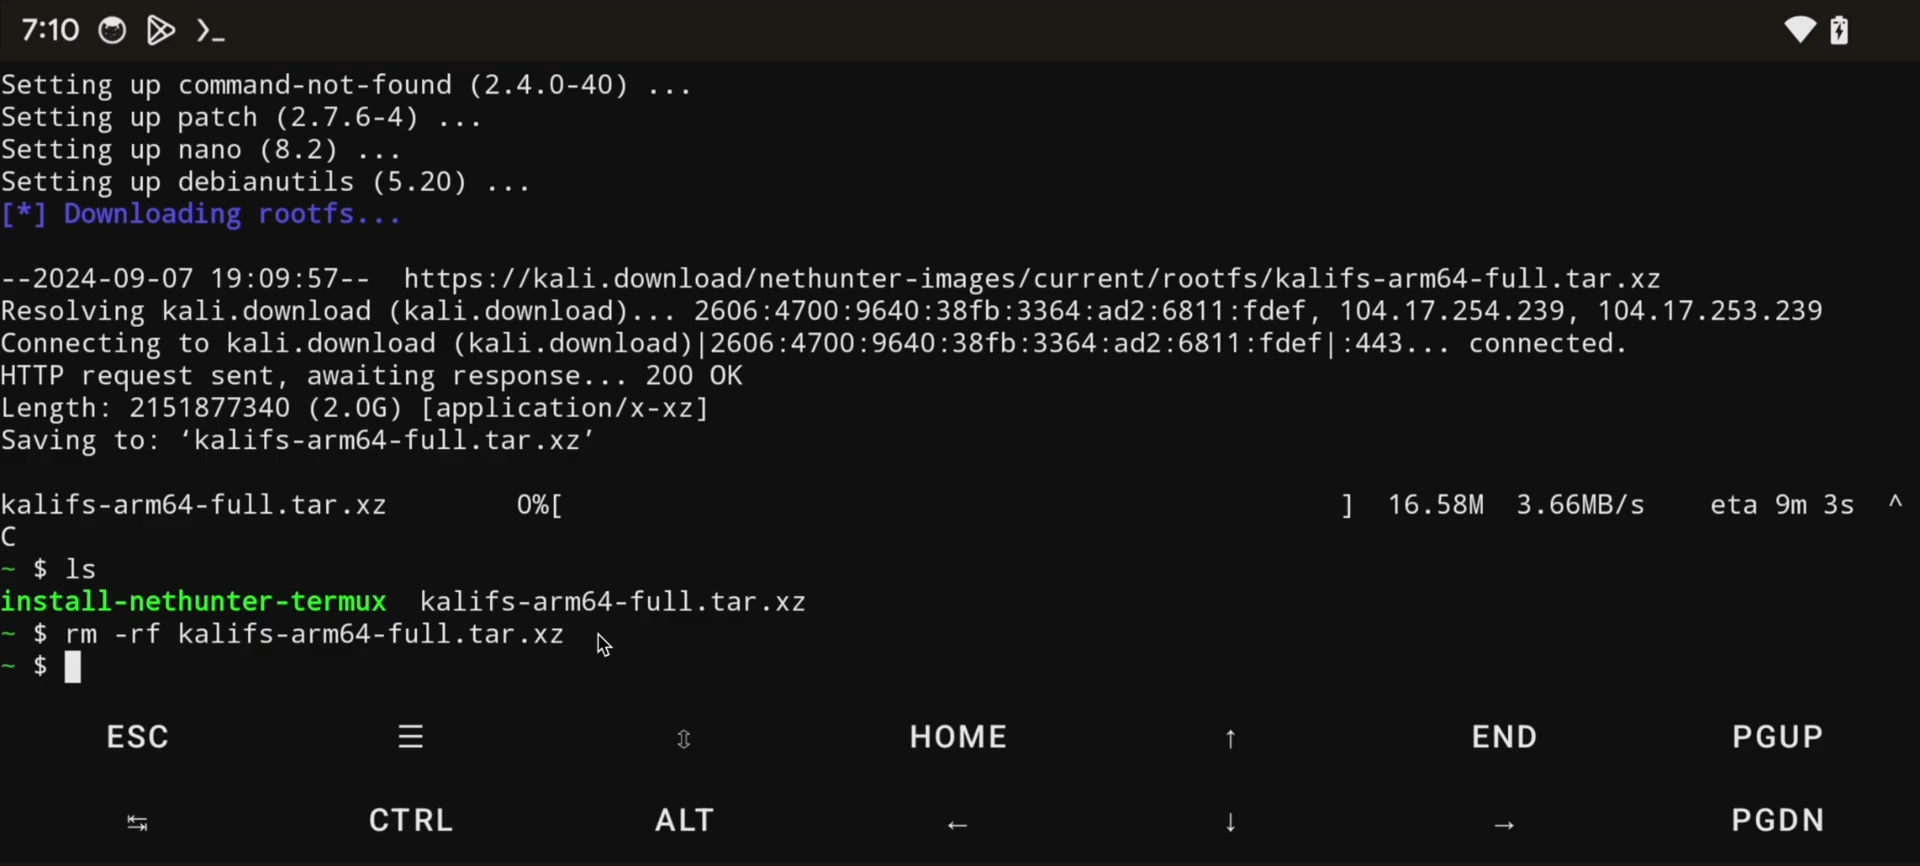 7:10
Setting up command-not-found (2.4.0-40) ...
Setting up patch (2.7.6-4) ...
Setting up nano (8.2) ...
Setting up debianutils (5.20) ...
[*] Downloading rootfs...
--2024-09-07 19:09:57--  https://kali.download/nethunter-images/current/rootfs/kalifs-arm64-full.tar.xz
Resolving kali.download (kali.download)... 2606:4700:9640:38fb:3364:ad2:6811:fdef, 104.17.254.239, 104.17.253.239
Connecting to kali.download (kali.download)|2606:4700:9640:38fb:3364:ad2:6811:fdef|:443... connected.
HTTP request sent, awaiting response... 200 OK
Length: 2151877340 (2.0G) [application/x-xz]
Saving to: ‘kalifs-arm64-full.tar.xz’
kalifs-arm64-full.tar.xz        0%[                                                ]  16.58M  3.66MB/s    eta 9m 3s  ^
C
~ $ ls
install-nethunter-termux  kalifs-arm64-full.tar.xz
~ $ rm -rf kalifs-arm64-full.tar.xz
~ $
ESC ☰ ⇳ HOME ↑ END PGUP
↹ CTRL ALT ← ↓ → PGDN